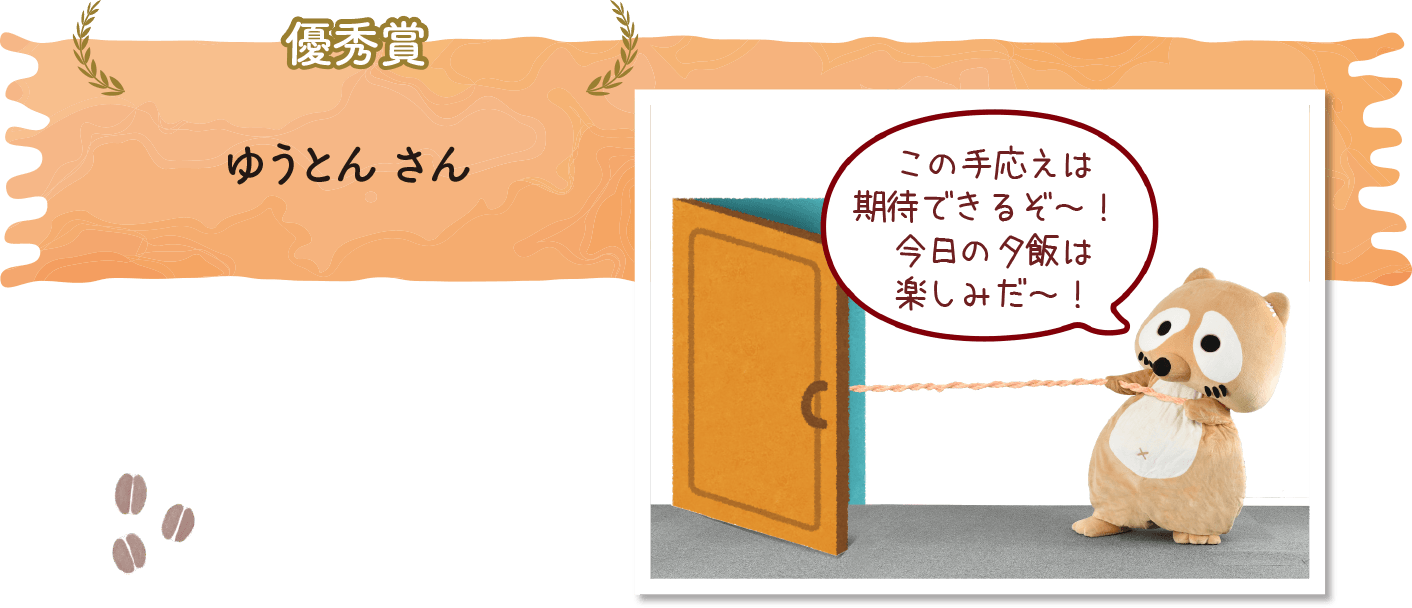 優秀賞
ゆうとん さん
この手応えは
期待できるぞ～！
今日の夕飯は
楽しみだ～！